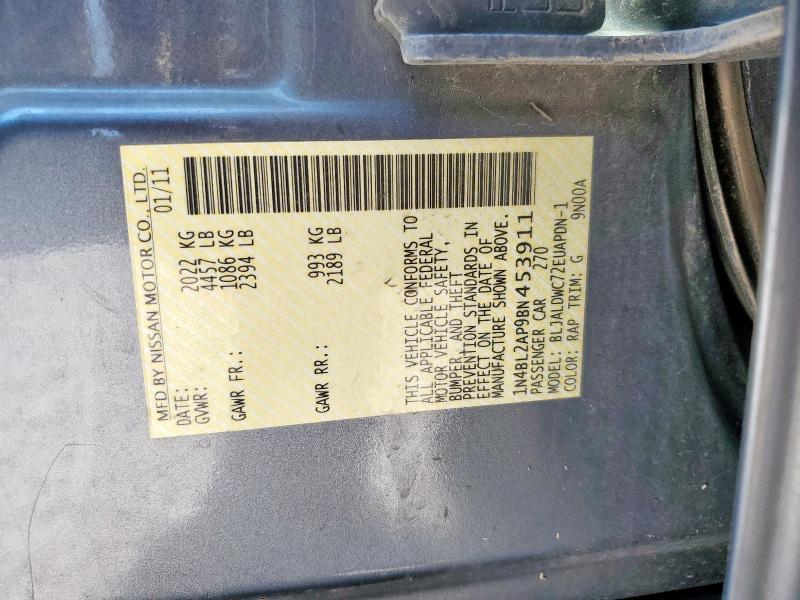 MFD BY NISSAN MOTOR CO., LTD.
DATE: 01/11
GVWR: 2022 KG
4457 LB
GAWR FR.: 1086 KG
2394 LB
GAWR RR.: 993 KG
2189 LB
THIS VEHICLE CONFORMS TO
ALL APPLICABLE FEDERAL
MOTOR VEHICLE SAFETY,
BUMPER, AND THEFT
PREVENTION STANDARDS IN
EFFECT ON THE DATE OF
MANUFACTURE SHOWN ABOVE.
1N4BL2AP9BN453911
PASSENGER CAR 270
MODEL: BLJALDWC72EUAPDN-1
COLOR: RAP TRIM: G 9N00A